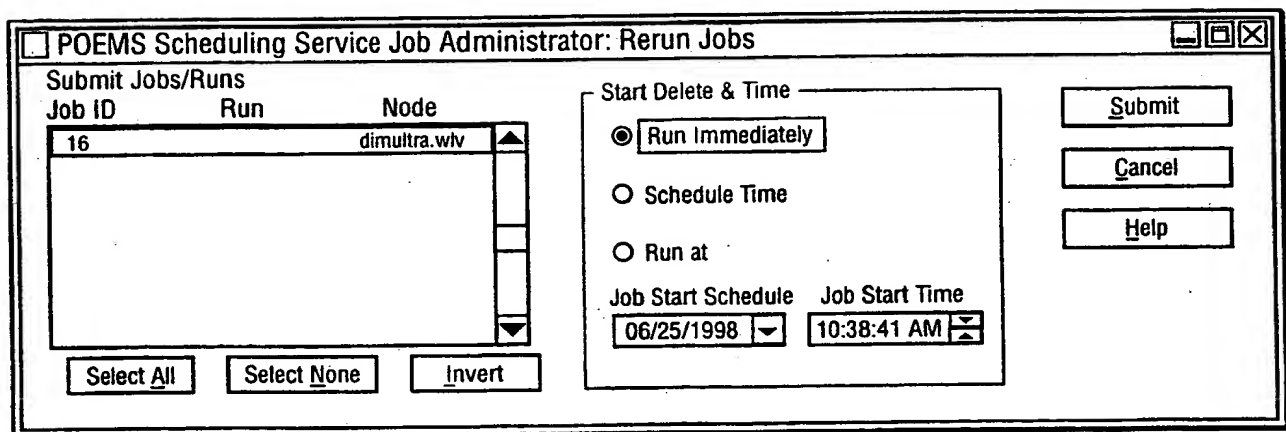 POEMS Scheduling Service Job Administrator: Rerun Jobs
Submit Jobs/Runs
Job ID Run Node
16 dimultra.wlv
Select All Select None Invert
Start Delete & Time
Run Immediately
Schedule Time
Run at
Job Start Schedule Job Start Time
06/25/1998 10:38:41 AM
Submit
Cancel
Help